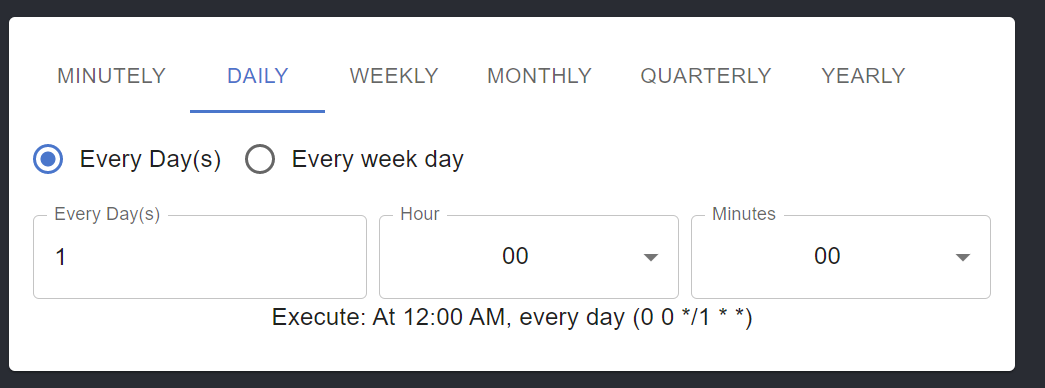 MINUTELY DAILY WEEKLY MONTHLY QUARTERLY YEARLY
Every Day(s) Every week day
Every Day(s) Hour Minutes
1 00 00
Execute: At 12:00 AM, every day (0 0 */1 * *)